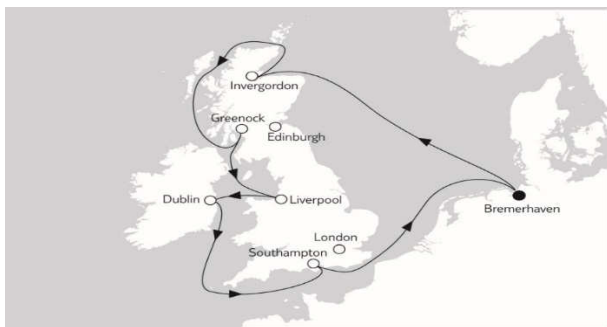 Invergordon
Greenock
Edinburgh
Dublin
Liverpool
Bremerhaven
London
Southampton